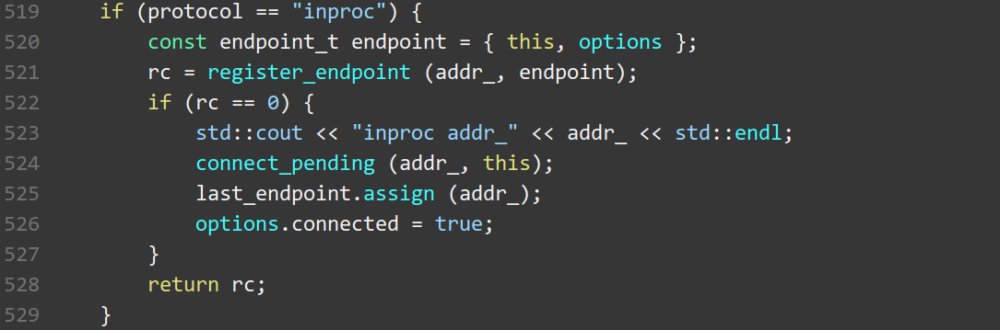 519 if (protocol == "inproc") {
520 const endpoint_t endpoint = { this, options };
521 rc = register_endpoint (addr_, endpoint);
522 if (rc == 0) {
523 std::cout << "inproc addr_" << addr_ << std::endl;
524 connect_pending (addr_, this);
525 last_endpoint.assign (addr_);
526 options.connected = true;
527 }
528 return rc;
529 }